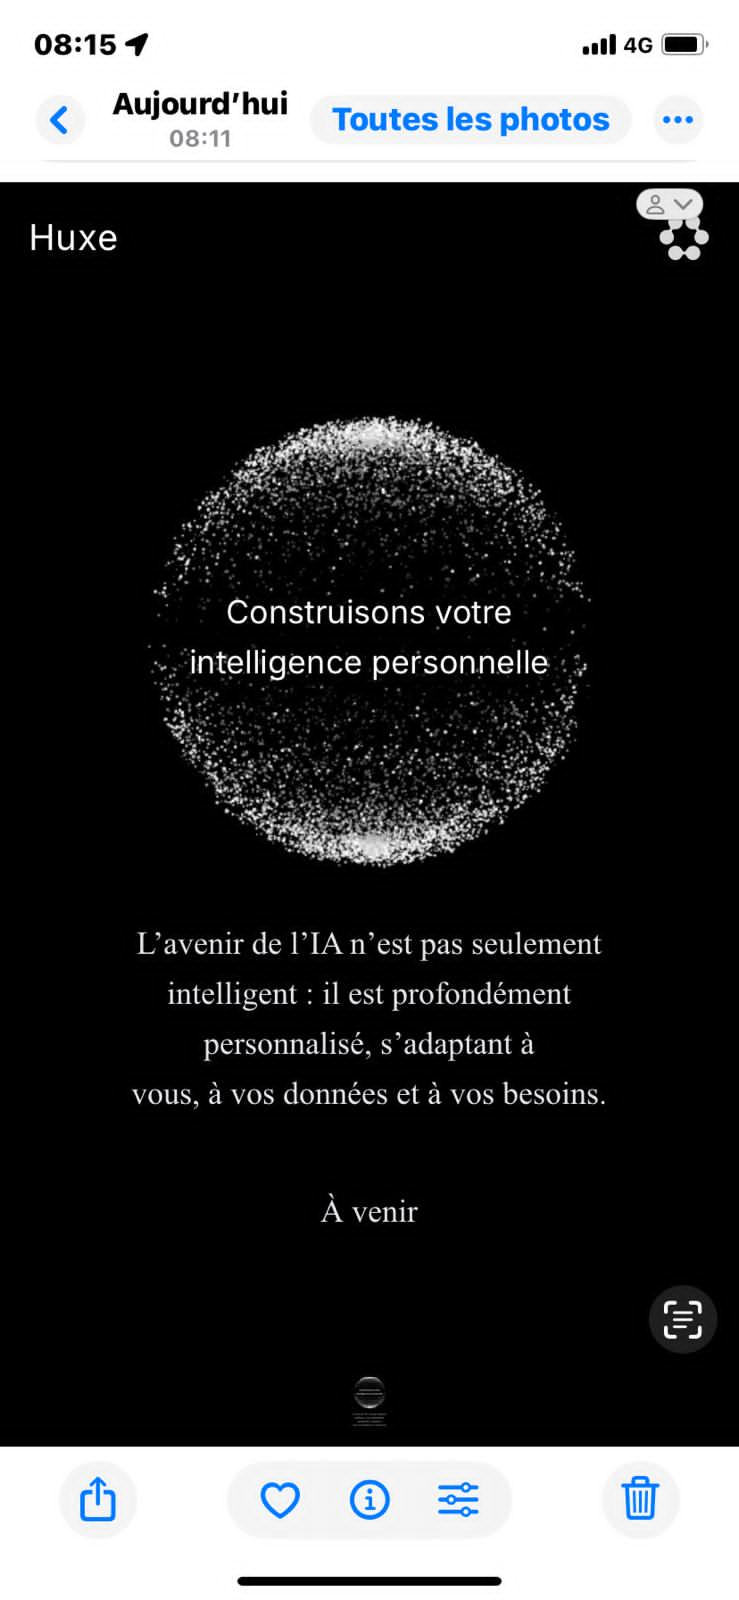 08:15
4G
Aujourd’hui
08:11
Toutes les photos
Huxe
Construisons votre
intelligence personnelle
L’avenir de l’IA n’est pas seulement
intelligent : il est profondément
personnalisé, s’adaptant à
vous, à vos données et à vos besoins.
À venir